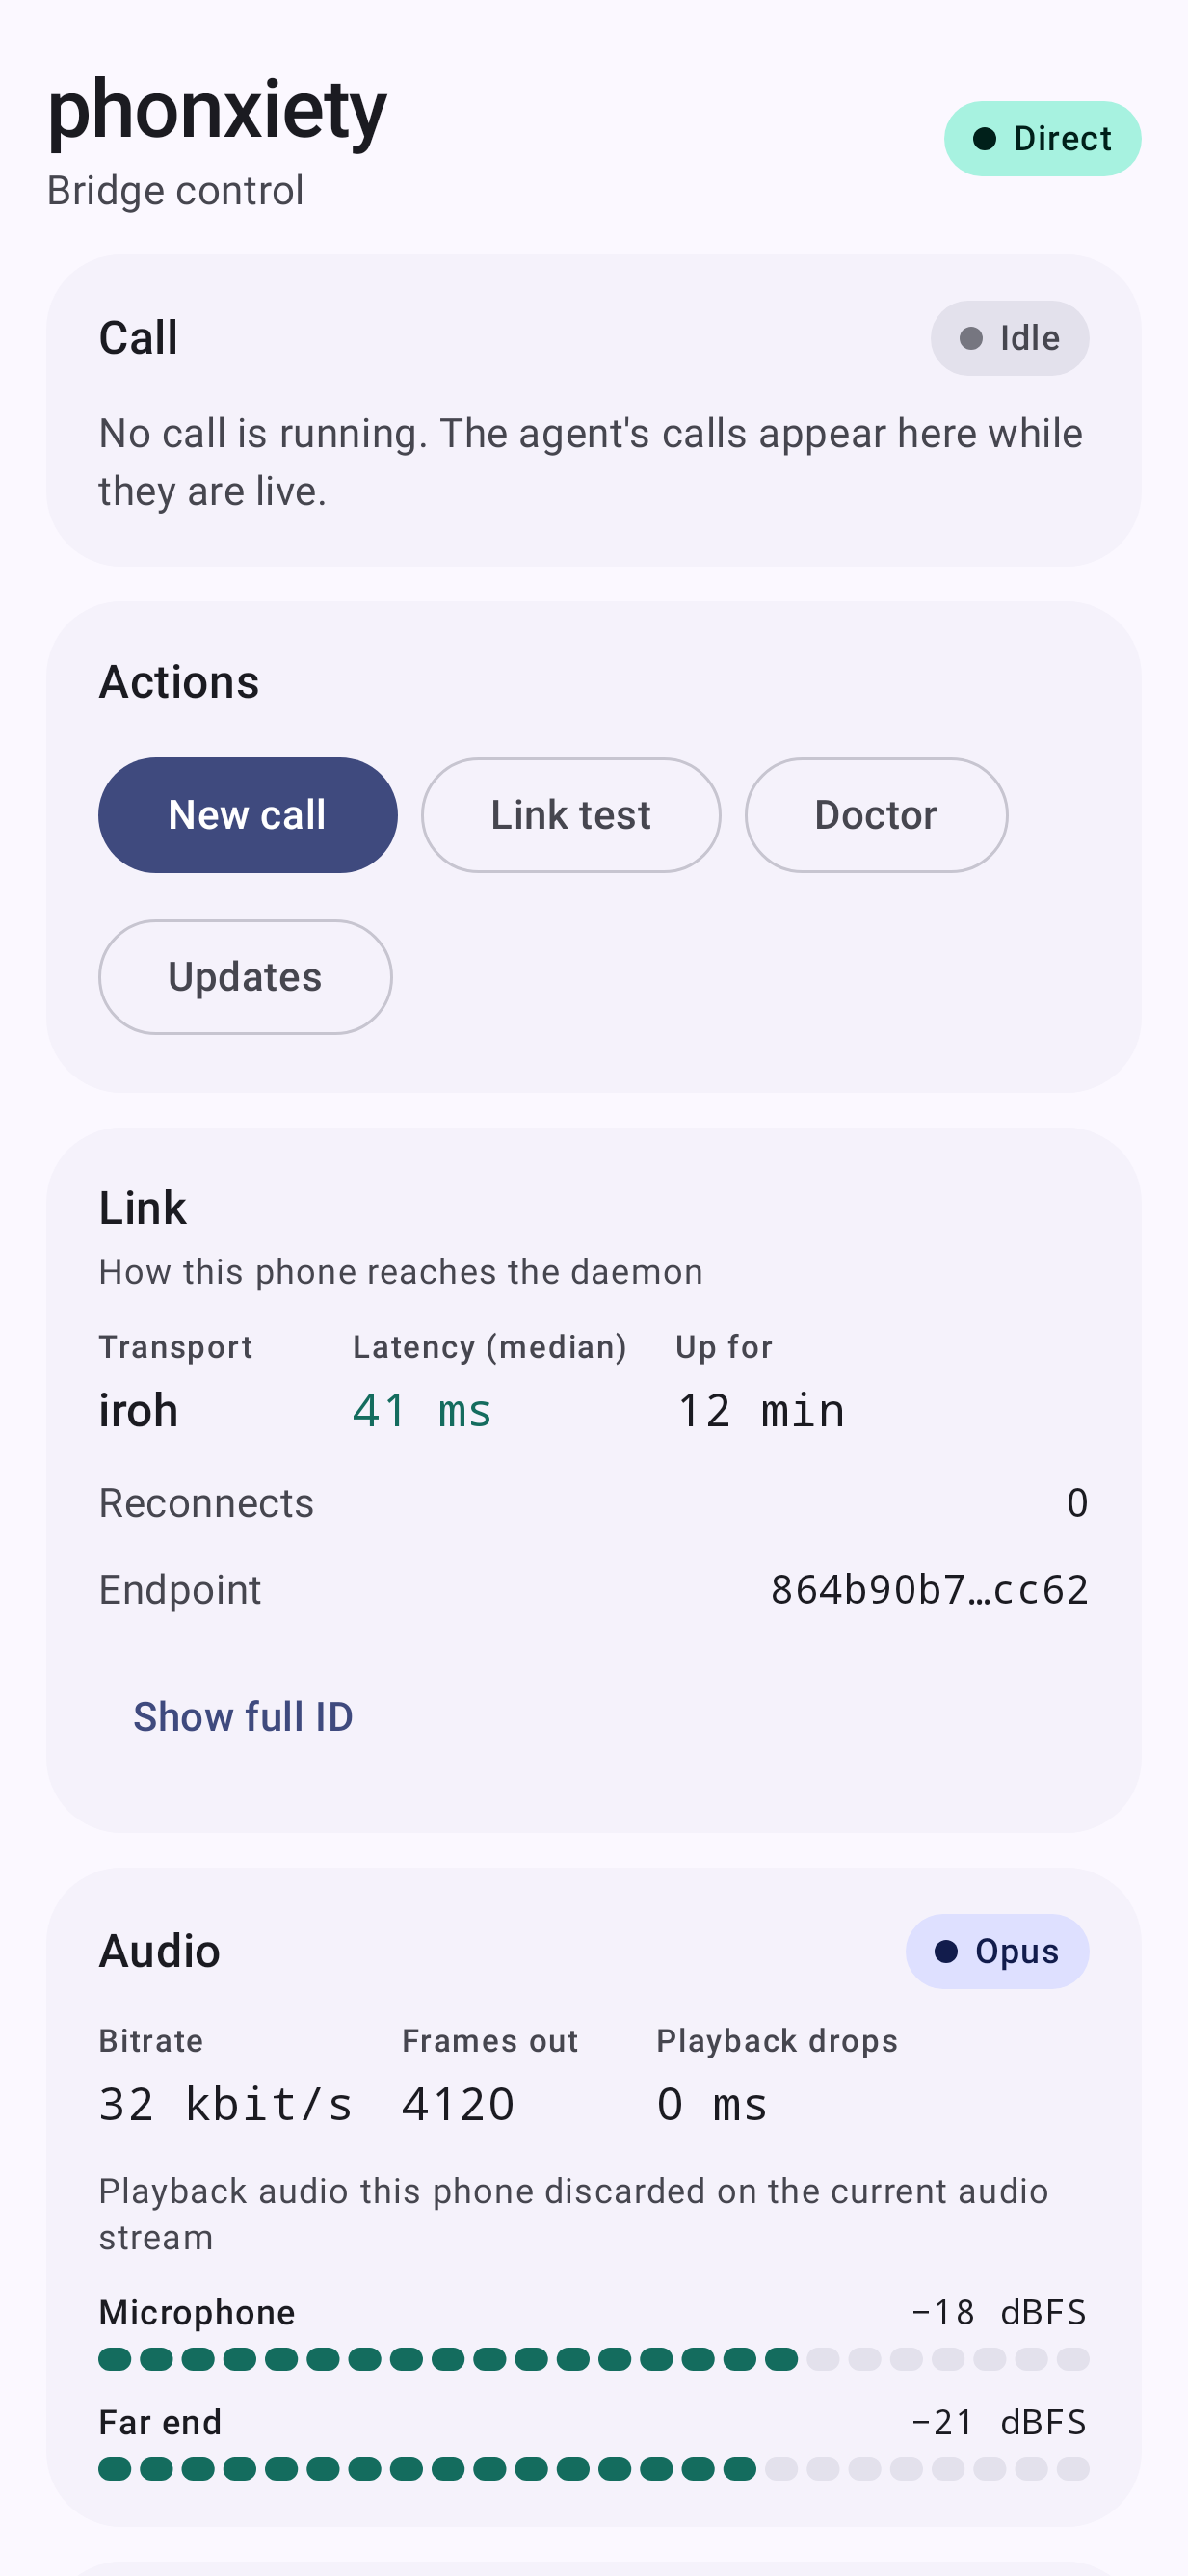 phonxiety
Bridge control
Direct
Call
Idle
No call is running. The agent's calls appear here while
they are live.
Actions
New call
Link test
Doctor
Updates
Link
How this phone reaches the daemon
Transport
Latency (median)
Up for
iroh
41 ms
12 min
Reconnects
0
Endpoint
864b90b7…cc62
Show full ID
Audio
Opus
Bitrate
Frames out
Playback drops
32 kbit/s
4120
0 ms
Playback audio this phone discarded on the current audio
stream
Microphone
−18 dBFS
Far end
−21 dBFS